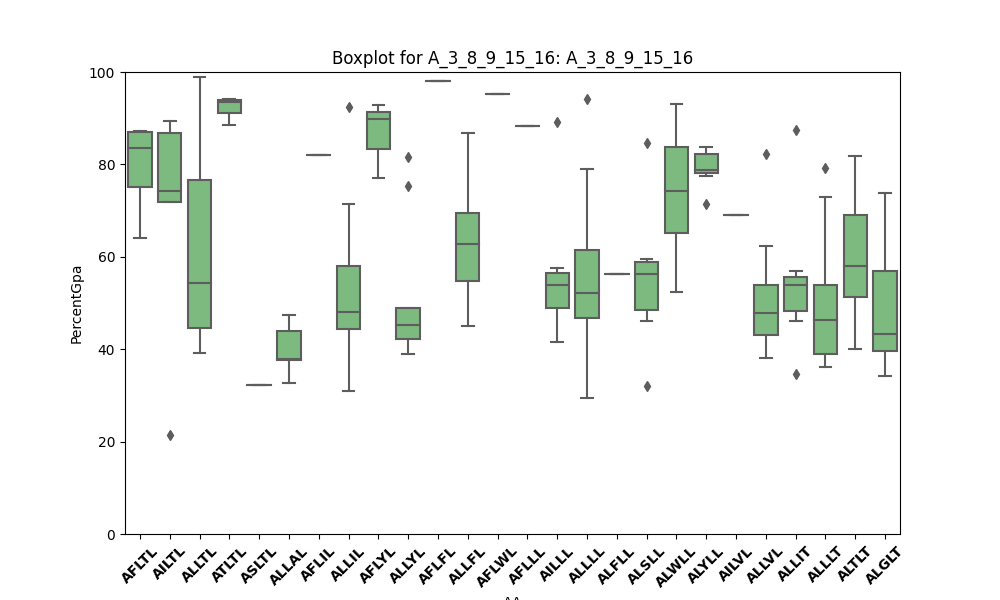 Boxplot for A_3_8_9_15_16: A_3_8_9_15_16
100
80
60
40
20
0
PercentGpa
AFLTL AILTL ALLTL ATLTL ASLTL ALLAL AFLIL ALLIL AFLYL ALLYL AFLFL ALLFL AFLWL AFLLL AILLL ALLLL ALFLL ALSLL ALWLL ALYLL AILVL ALLVL ALLIT ALLLT ALTLT ALGLT